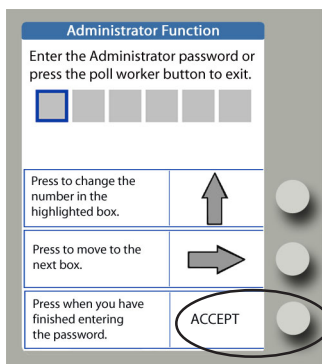 Administrator Function
Enter the Administrator password or
press the poll worker button to exit.
Press to change the
number in the
highlighted box.
Press to move to the
next box.
Press when you have
finished entering
the password.
ACCEPT